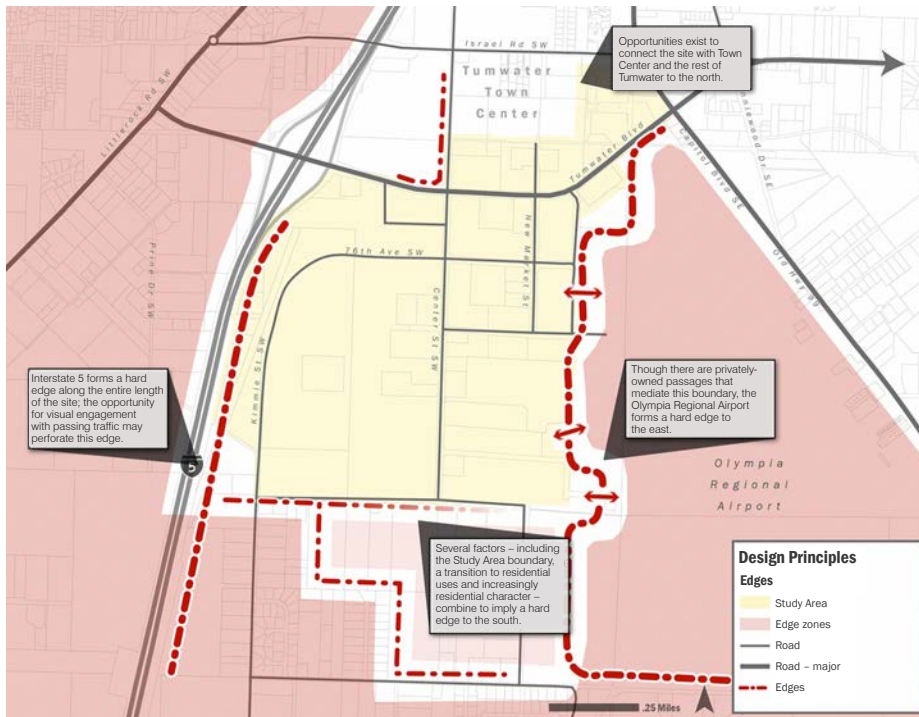 Israel Rd SW
Opportunities exist to
connect the site with Town
Center and the rest of
Tumwater to the north.
Tumwater
Town
Center
Littlerock Rd SW
Tumwater Blvd
Capitol Blvd SE
Prine Dr SW
76th Ave SW
New Market St
Old Hwy 99
Center St SW
Kimmie St SW
Interstate 5 forms a hard
edge along the entire length
of the site; the opportunity
for visual engagement
with passing traffic may
perforate this edge.
5
Though there are privately-
owned passages that
mediate this boundary, the
Olympia Regional Airport
forms a hard edge to
the east.
Olympia
Regional
Airport
Several factors – including
the Study Area boundary,
a transition to residential
uses and increasingly
residential character –
combine to imply a hard
edge to the south.
Design Principles
Edges
Study Area
Edge zones
Road
Road – major
Edges
.25 Miles